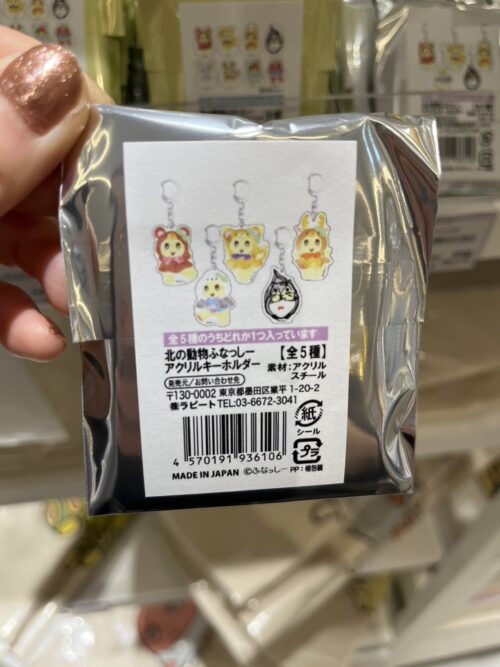 全5種のうちどれか1つ入っています
北の動物ふなっしー 【全5種】
アクリルキーホルダー 素材：アクリル
スチール
発売元／お問い合わせ先
〒130-0002 東京都墨田区業平 1-20-2
㈱ラビート TEL:03-6672-3041
紙
シール
プラ
4 570191 936106
MADE IN JAPAN ©ふなっしー PP：梱包袋